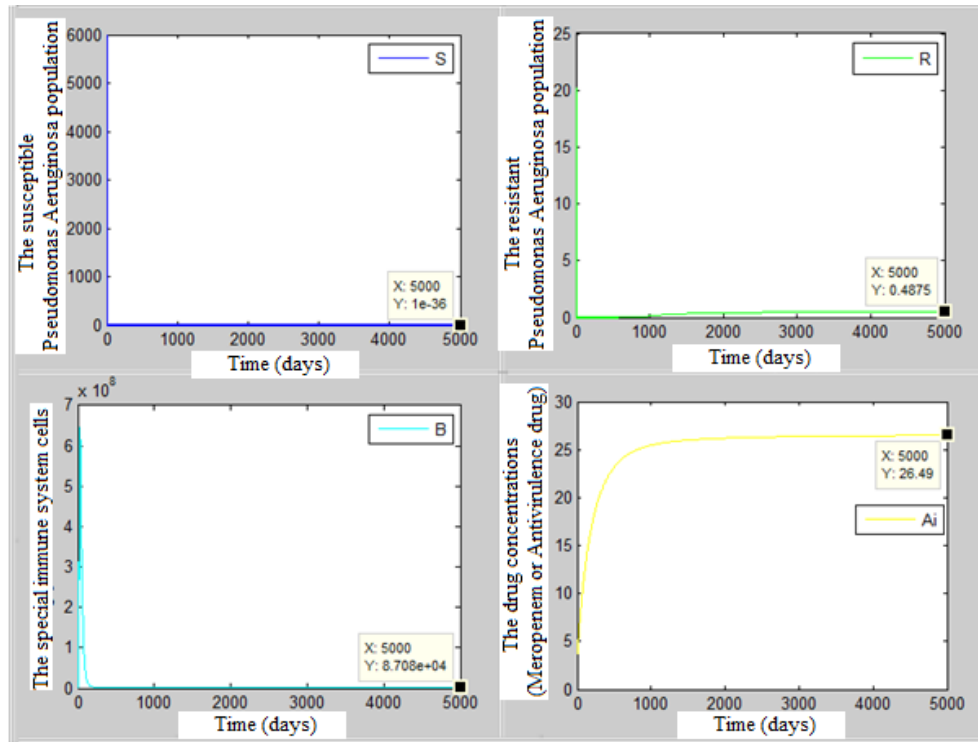 The susceptible
Pseudomonas Aeruginosa population
6000
5000
4000
3000
2000
1000
0
S
X: 5000
Y: 1e-36
0
1000
2000
3000
4000
5000
Time (days)
The resistant
Pseudomonas Aeruginosa population
25
20
15
10
5
0
R
X: 5000
Y: 0.4875
0
1000
2000
3000
4000
5000
Time (days)
The special immune system cells
x 10⁸
7
6
5
4
3
2
1
0
B
X: 5000
Y: 8.708e+04
0
1000
2000
3000
4000
5000
Time (days)
The drug concentrations
(Meropenem or Antivirulence drug)
30
25
20
15
10
5
0
X: 5000
Y: 26.49
Ai
0
1000
2000
3000
4000
5000
Time (days)